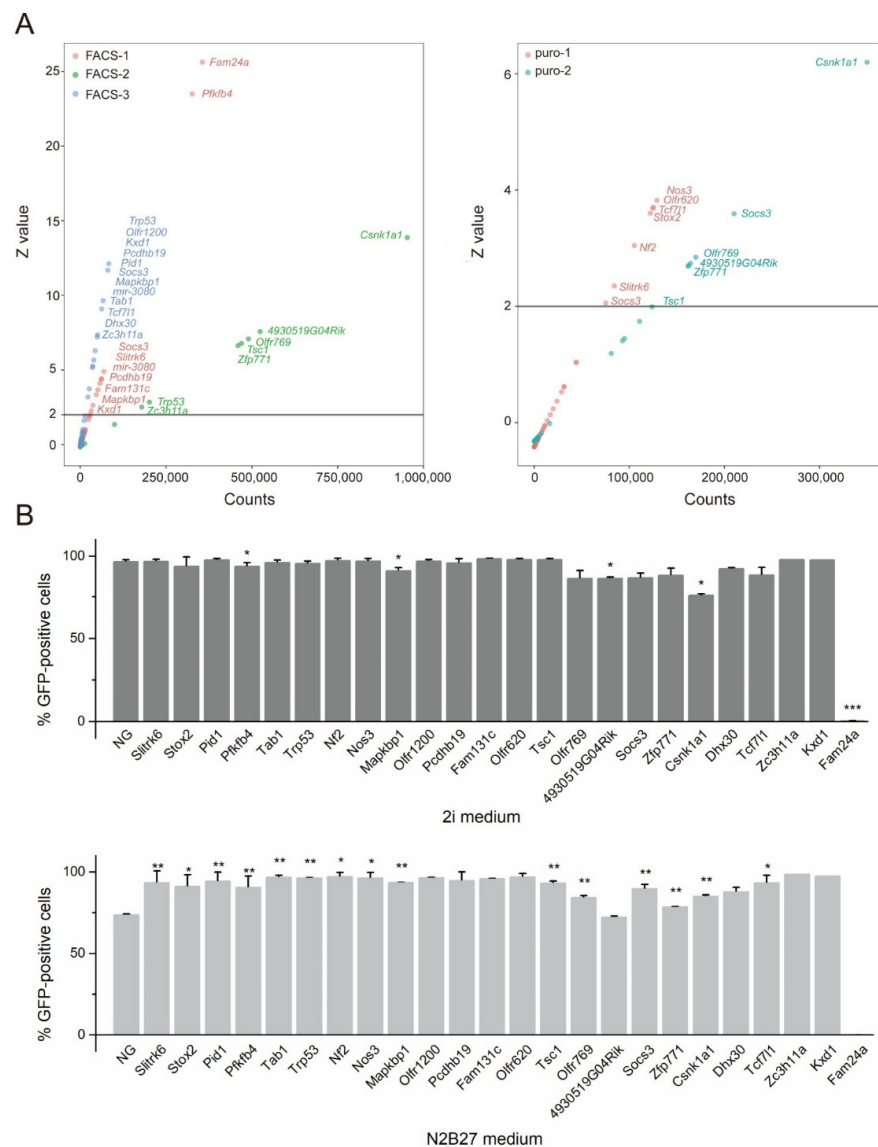 A
FACS-1
FACS-2
FACS-3
Fam24a
Pfkfb4
Trp53
Olfr1200
Kxd1
Pcdhb19
Pid1
Socs3
Mapkbp1
mir-3080
Tab1
Tcf7l1
Dhx30
Zc3h11a
Socs3
Slitrk6
mir-3080
Pcdhb19
Fam131c
Mapkbp1
Kxd1
Csnk1a1
4930519G04Rik
Olfr769
Tsc1
Zfp771
Trp53
Zc3h11a
Z value
25
20
15
10
5
2
0
0
250,000
500,000
750,000
1,000,000
Counts
puro-1
puro-2
Csnk1a1
Nos3
Olfr620
Tcf7l1
Stox2
Nf2
Slitrk6
Socs3
Socs3
Olfr769
4930519G04Rik
Zfp771
Tsc1
Z value
6
4
2
0
0
100,000
200,000
300,000
Counts
B
% GFP-positive cells
100
50
0
*
*
*
*
***
NG
Slitrk6
Stox2
Pid1
Pfkfb4
Tab1
Trp53
Nf2
Nos3
Mapkbp1
Olfr1200
Pcdhb19
Fam131c
Olfr620
Tsc1
Olfr769
4930519G04Rik
Socs3
Zfp771
Csnk1a1
Dhx30
Tcf7l1
Zc3h11a
Kxd1
Fam24a
2i medium
% GFP-positive cells
100
50
0
**
*
**
**
**
**
*
*
**
**
**
**
**
**
*
NG
Slitrk6
Stox2
Pid1
Pfkfb4
Tab1
Trp53
Nf2
Nos3
Mapkbp1
Olfr1200
Pcdhb19
Fam131c
Olfr620
Tsc1
Olfr769
4930519G04Rik
Socs3
Zfp771
Csnk1a1
Dhx30
Tcf7l1
Zc3h11a
Kxd1
Fam24a
N2B27 medium